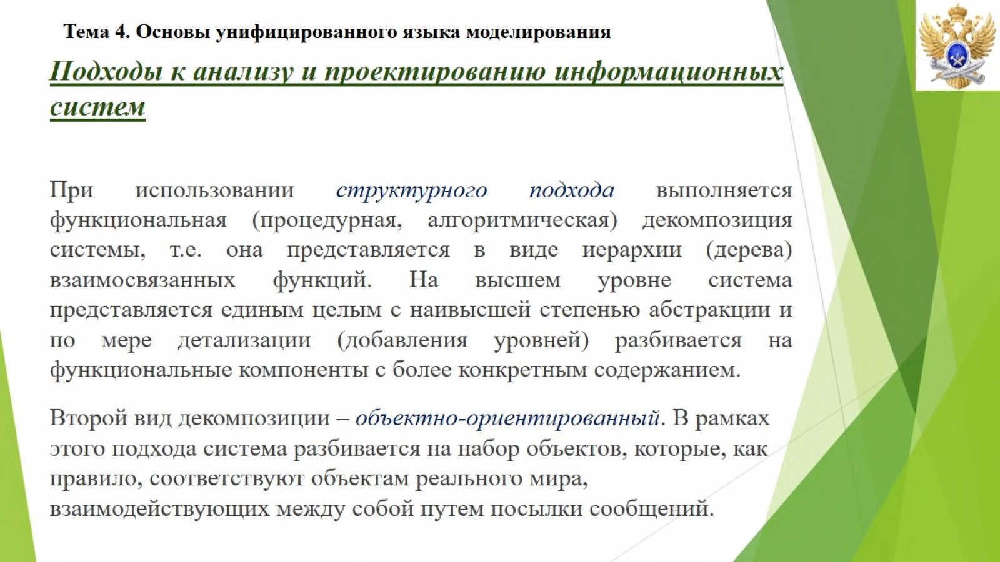 Тема 4. Основы унифицированного языка моделирования
Подходы к анализу и проектированию информационных
систем
При использовании структурного подхода выполняется
функциональная (процедурная, алгоритмическая) декомпозиция
системы, т.е. она представляется в виде иерархии (дерева)
взаимосвязанных функций. На высшем уровне система
представляется единым целым с наивысшей степенью абстракции и
по мере детализации (добавления уровней) разбивается на
функциональные компоненты с более конкретным содержанием.
Второй вид декомпозиции – объектно-ориентированный. В рамках
этого подхода система разбивается на набор объектов, которые, как
правило, соответствуют объектам реального мира,
взаимодействующих между собой путем посылки сообщений.